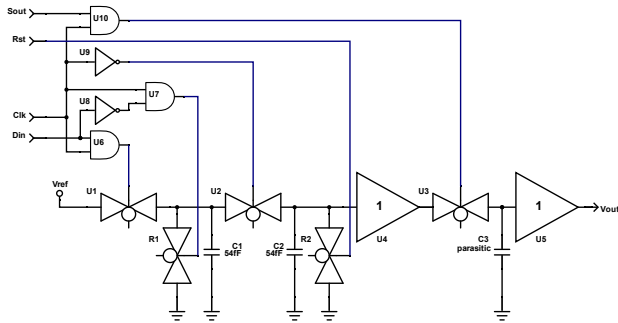 Sout
U10
Rst
U9
U7
U8
Clk
Din
U6
Vref
U1
U2
U3
1
1
Vout
R1
C1
54fF
C2
54fF
R2
U4
C3
parasitic
U5